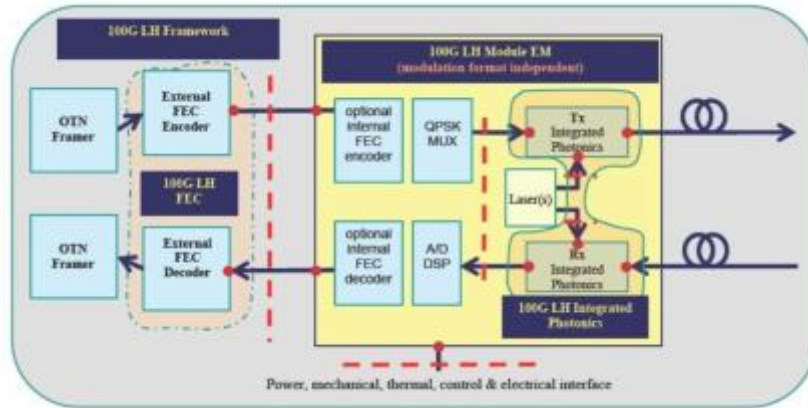 100G LH Framework
100G LH Module EM
(modulation format independent)
OTN
Framer
External
FEC
Encoder
optional
internal
FEC
encoder
QPSK
MUX
Tx
Integrated
Photonics
100G LH
FEC
Laser(s)
OTN
Framer
External
FEC
Decoder
optional
internal
FEC
decoder
A/D
DSP
Rx
Integrated
Photonics
100G LH Integrated
Photonics
Power, mechanical, thermal, control & electrical interface